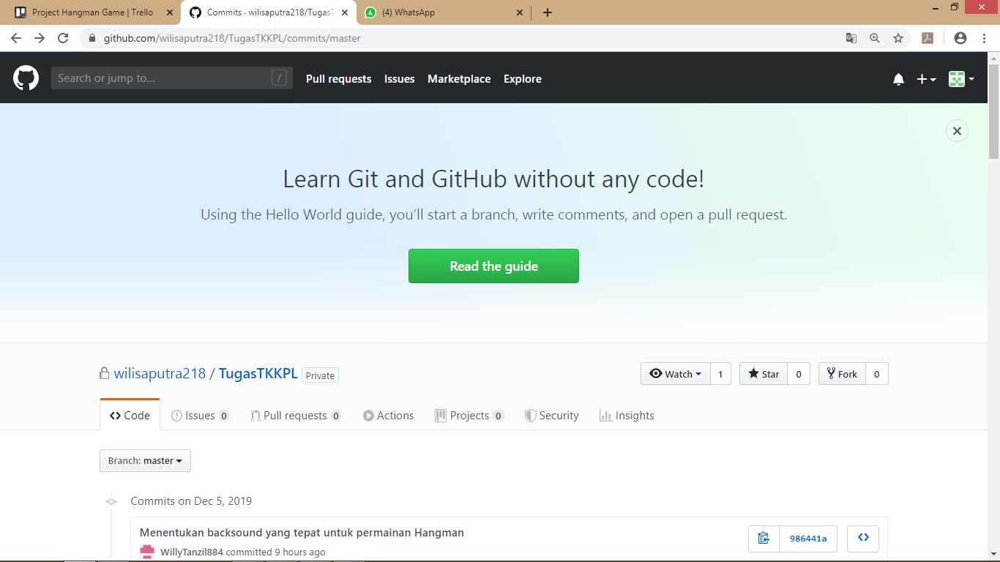 Project Hangman Game | Trello
Commits · wilisaputra218/TugasT
(4) WhatsApp
github.com/wilisaputra218/TugasTKKPL/commits/master
Search or jump to... /
Pull requests Issues Marketplace Explore
Learn Git and GitHub without any code!
Using the Hello World guide, you’ll start a branch, write comments, and open a pull request.
Read the guide
wilisaputra218 / TugasTKKPL Private
Watch 1 Star 0 Fork 0
Code Issues 0 Pull requests 0 Actions Projects 0 Security Insights
Branch: master
Commits on Dec 5, 2019
Menentukan backsound yang tepat untuk permainan Hangman
986441a
WillyTanzil884 committed 9 hours ago